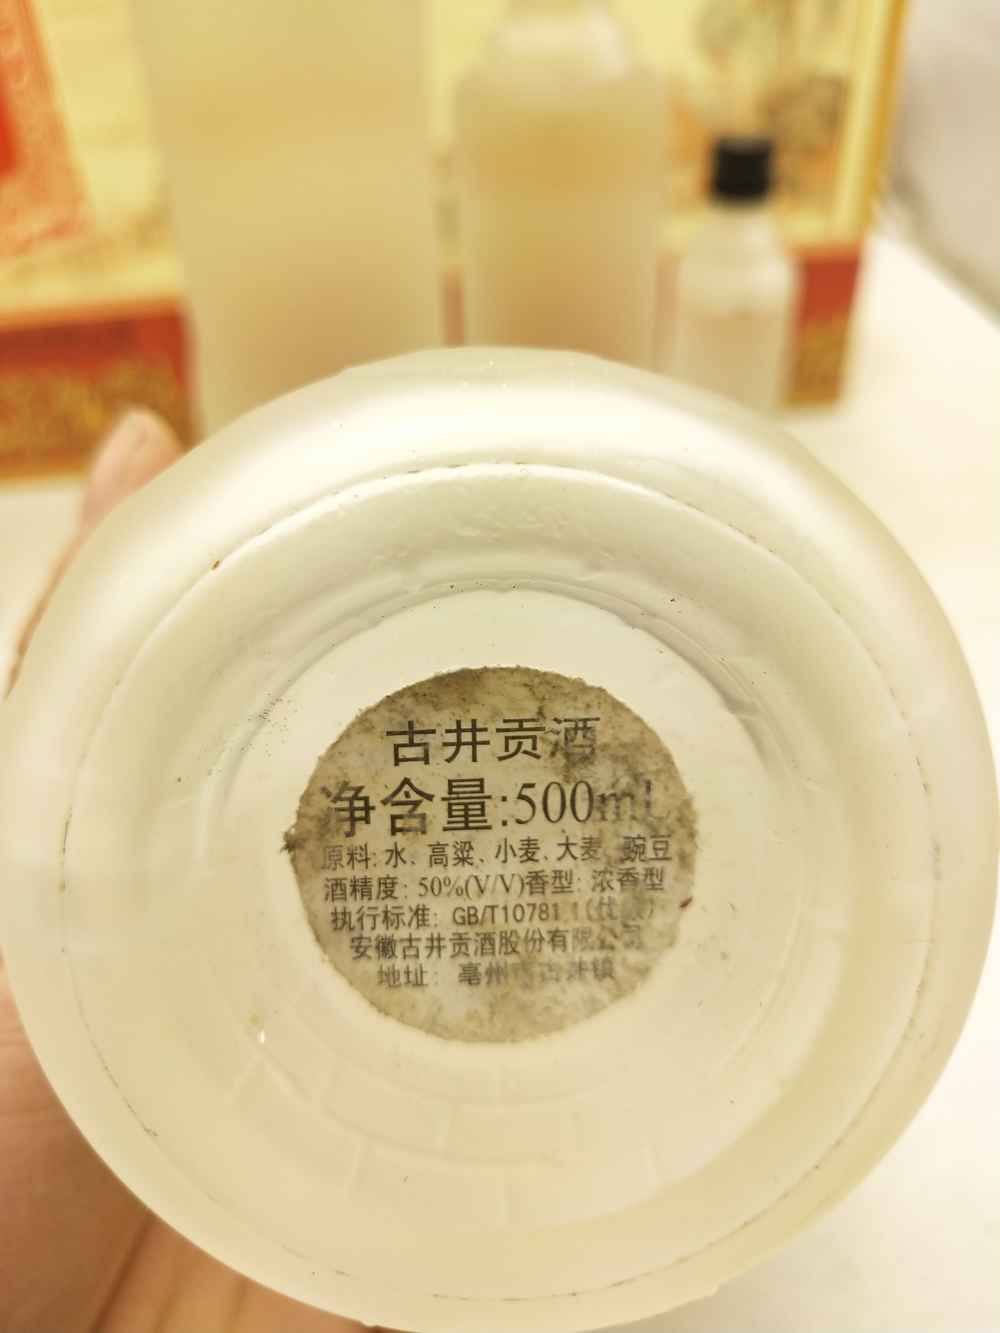 古井贡酒
净含量:500mL
原料: 水、高粱、小麦、大麦、豌豆
酒精度: 50%(V/V)香型: 浓香型
执行标准: GB/T10781.1(优级)
安徽古井贡酒股份有限公司
地址: 亳州市古井镇